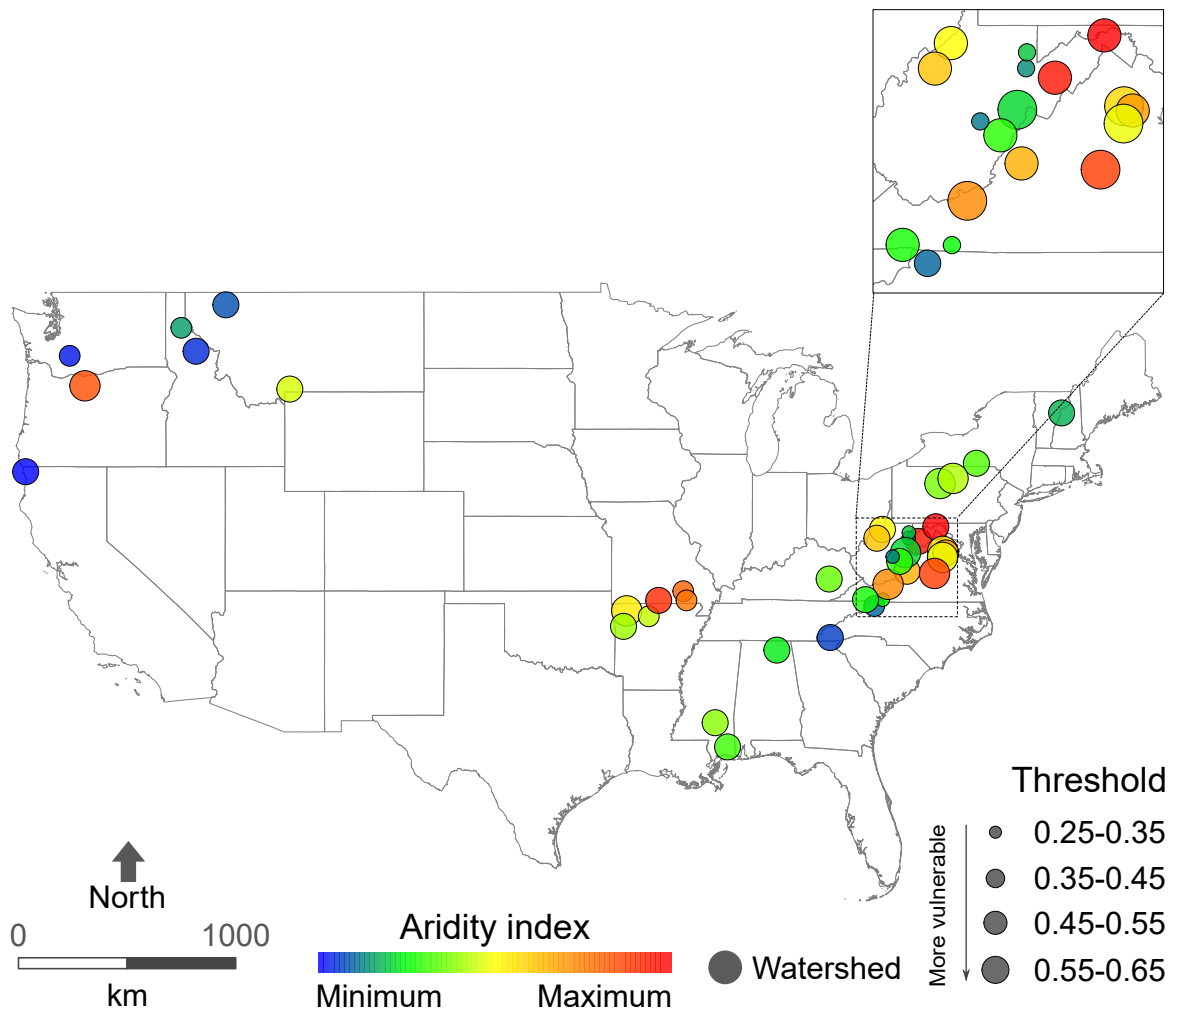 Threshold
0.25-0.35
0.35-0.45
0.45-0.55
0.55-0.65
More vulnerable
North
0 1000
km
Aridity index
Minimum Maximum
Watershed